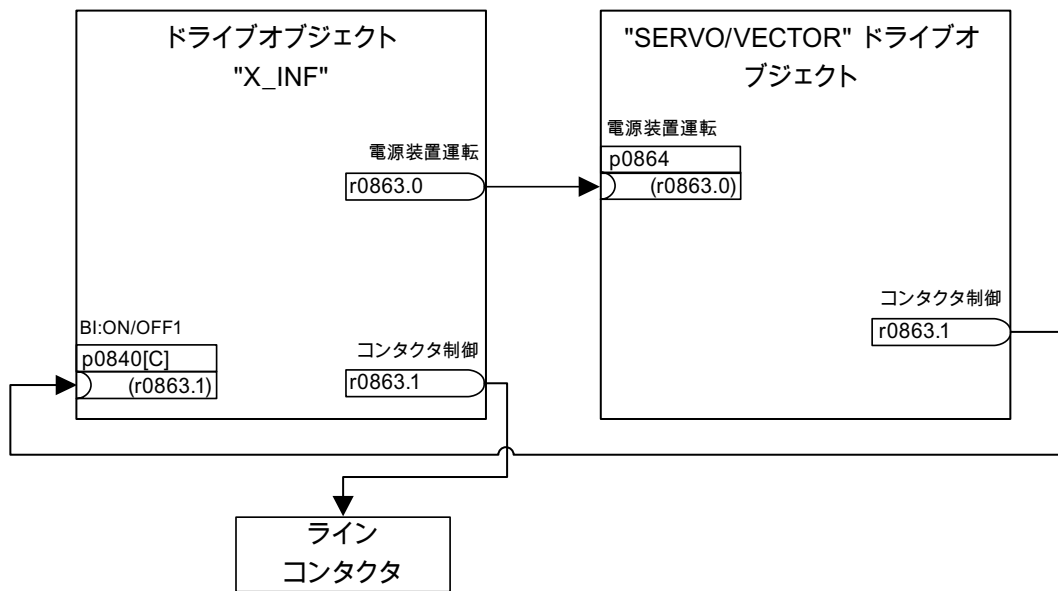 ドライブオブジェクト
"X_INF"
電源装置運転
r0863.0
BI:ON/OFF1
p0840[C]
(r0863.1)
コンタクタ制御
r0863.1
"SERVO/VECTOR" ドライブオ
ブジェクト
電源装置運転
p0864
(r0863.0)
コンタクタ制御
r0863.1
ライン
コンタクタ